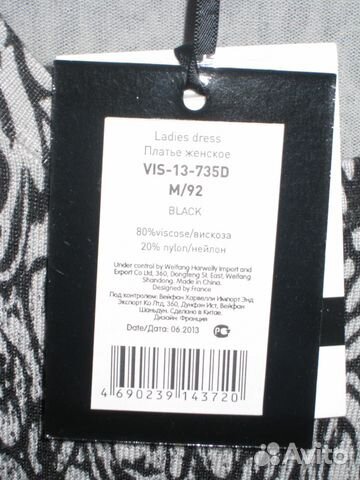 Ladies dress
Платье женское
VIS-13-735D
M/92
BLACK
80%viscose/вискоза
20% nylon/нейлон
Under control by Weifang Harwelly Import and
Export Co Ltd, 360, Dongfeng St. East, Weifang
Shandong. Made in China.
Designed by France
Под контролем: Вейфан Хорвелли Импорт Энд
Экспорт Ко Лтд, 360, Дунфэн Ист, Вейфан
Шаньдун. Сделано в Китае.
Дизайн Франция
Date/Дата: 06.2013
4 690239 143720
Avito